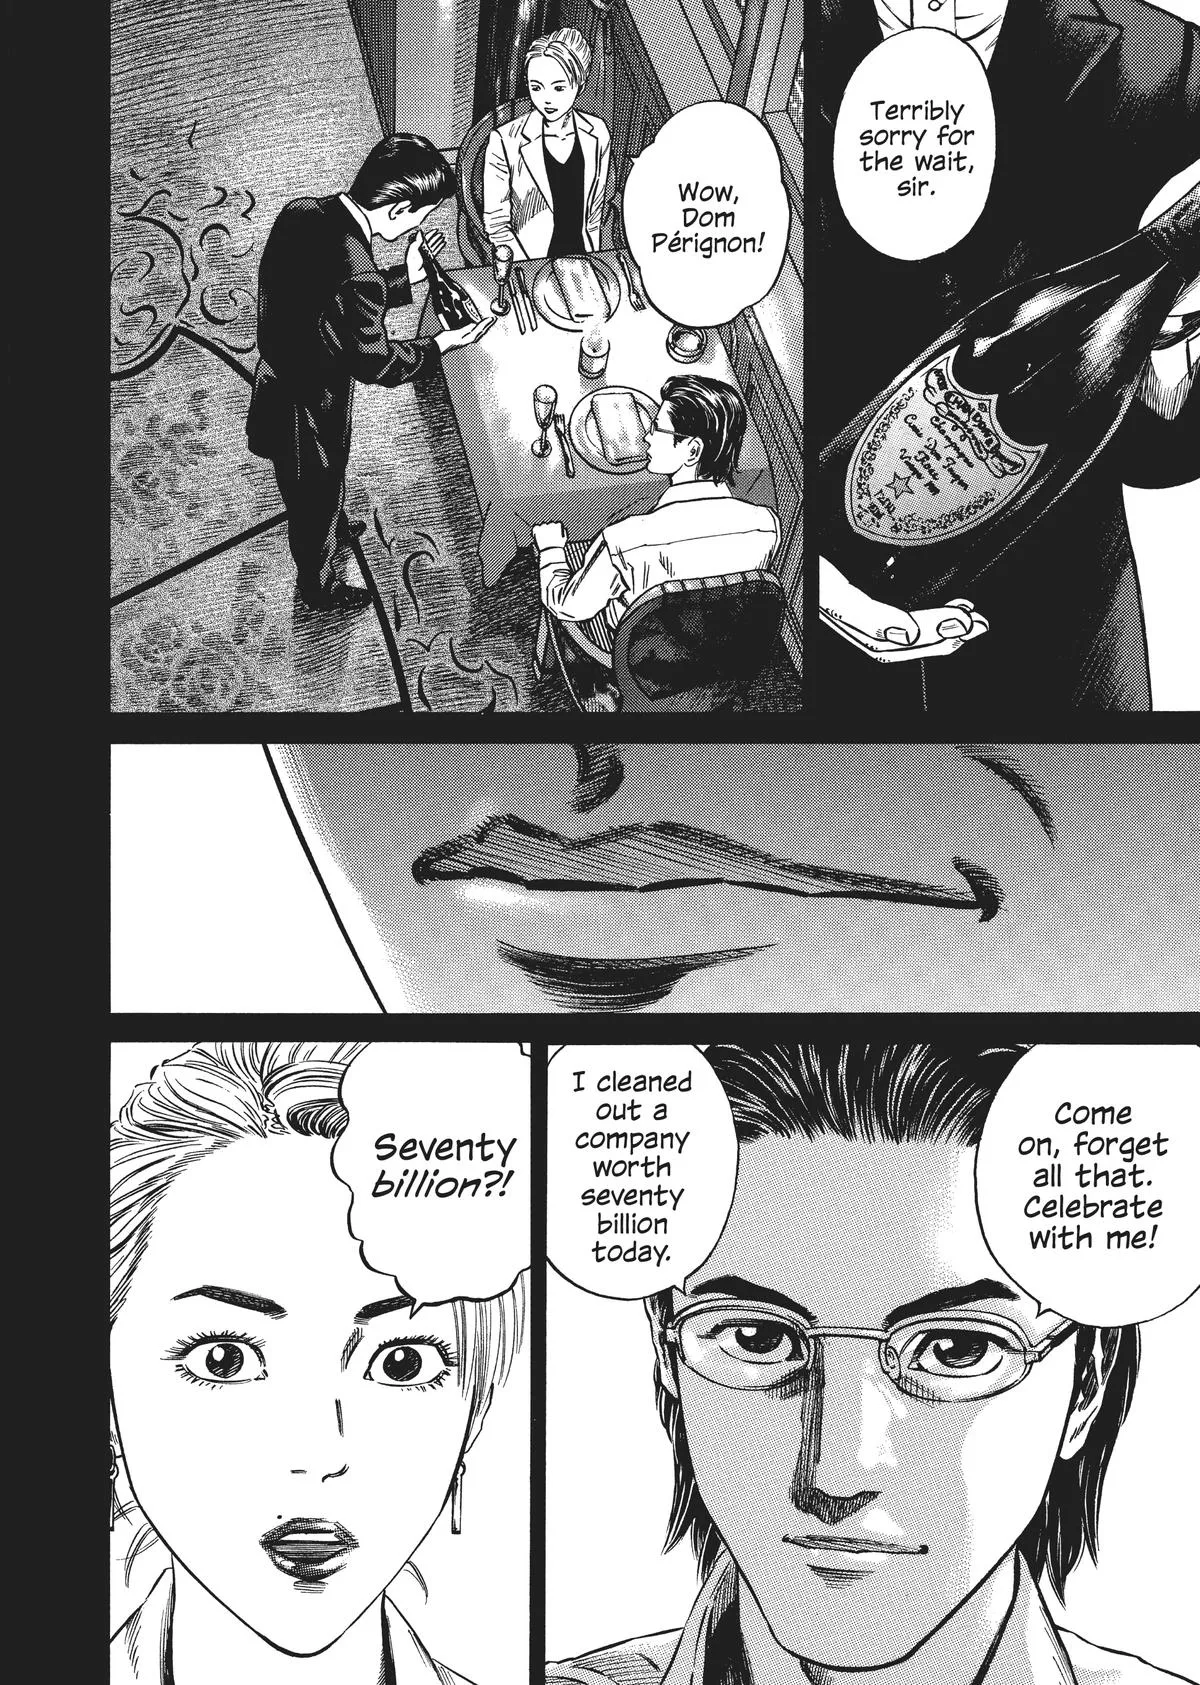 Terribly
sorry for
the wait,
sir.
Wow,
Dom
Pérignon!
Come
on, forget
all that.
Celebrate
with me!
I cleaned
out a
company
worth
seventy
billion
today.
Seventy
billion?!